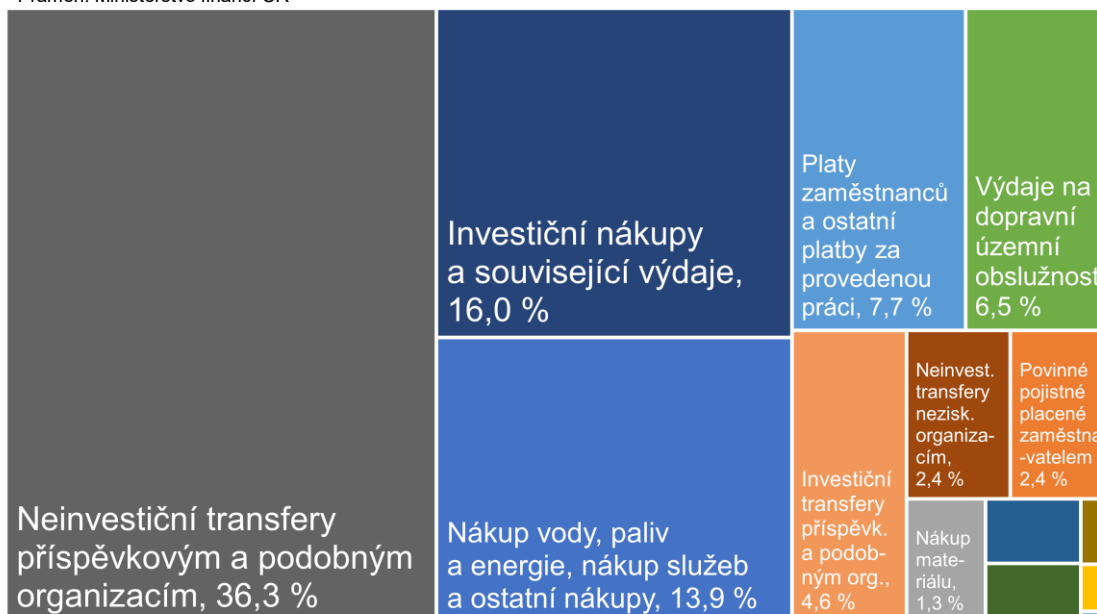 Neinvestiční transfery
příspěvkovým a podobným
organizacím, 36,3 %
Investiční nákupy
a související výdaje,
16,0 %
Nákup vody, paliv
a energie, nákup služeb
a ostatní nákupy, 13,9 %
Platy
zaměstnanců
a ostatní
platby za
provedenou
práci, 7,7 %
Výdaje na
dopravní
územní
obslužnost
6,5 %
Investiční
transfery
příspěvk.
a podob-
ným org.,
4,6 %
Neinvest.
transfery
nezisk.
organiza-
cím,
2,4 %
Povinné
pojistné
placené
zaměstna
-vatelem
2,4 %
Nákup
mate-
riálu,
1,3 %